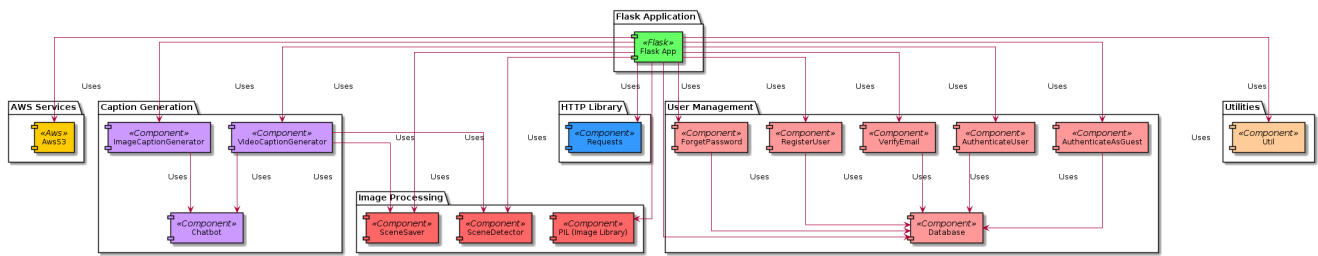 Flask Application
«Flask»
Flask App
Uses
Uses
Uses
Uses
Uses
Uses
Uses
Uses
Uses
Uses
AWS Services
Caption Generation
HTTP Library
User Management
Utilities
«Aws»
AwsS3
«Component»
ImageCaptionGenerator
«Component»
VideoCaptionGenerator
«Component»
Requests
«Component»
ForgetPassword
«Component»
RegisterUser
«Component»
VerifyEmail
«Component»
AuthenticateUser
«Component»
AuthenticateAsGuest
«Component»
Util
Uses
Uses
Uses
Uses
Uses
Uses
Uses
Uses
Uses
Uses
Uses
Uses
Image Processing
«Component»
Chatbot
«Component»
SceneSaver
«Component»
SceneDetector
«Component»
PIL (Image Library)
«Component»
Database